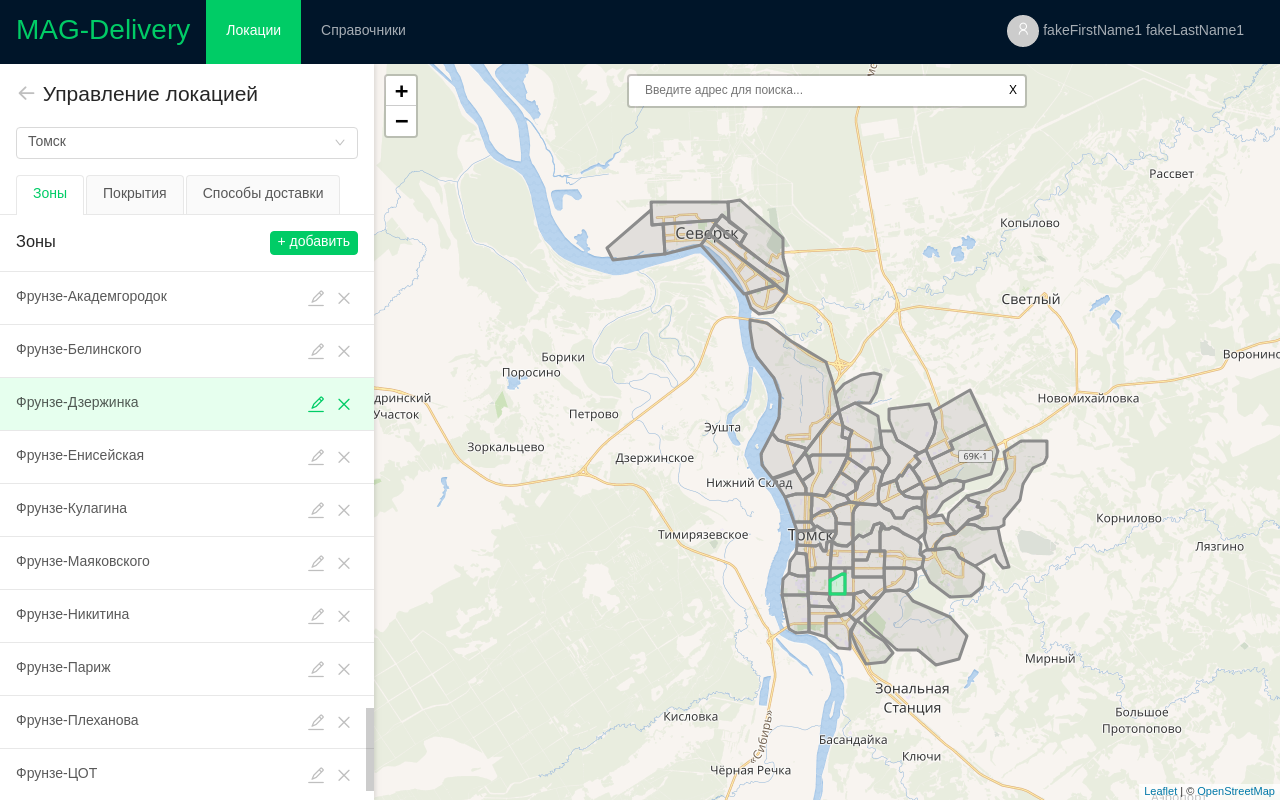 MAG-Delivery
Локации
Справочники
fakeFirstName1 fakeLastName1
Управление локацией
Томск
Зоны
Покрытия
Способы доставки
Зоны
+ добавить
Фрунзе-Академгородок
Фрунзе-Белинского
Фрунзе-Дзержинка
Фрунзе-Енисейская
Фрунзе-Кулагина
Фрунзе-Маяковского
Фрунзе-Никитина
Фрунзе-Париж
Фрунзе-Плеханова
Фрунзе-ЦОТ
+
−
Введите адрес для поиска...
X
Рассвет
Копылово
Северск
Светлый
Борики
Поросино
Воронинс
дринский
Участок
Петрово
Новомихайловка
Эушта
Зоркальцево
Дзержинское
69К-1
Нижний Склад
Тимирязевское
Томск
Корнилово
Лязгино
Мирный
Зональная
Станция
Кисловка
«Сибирь»
Большое
Протопопово
Басандайка
Ключи
Чёрная Речка
Leaflet | © OpenStreetMap